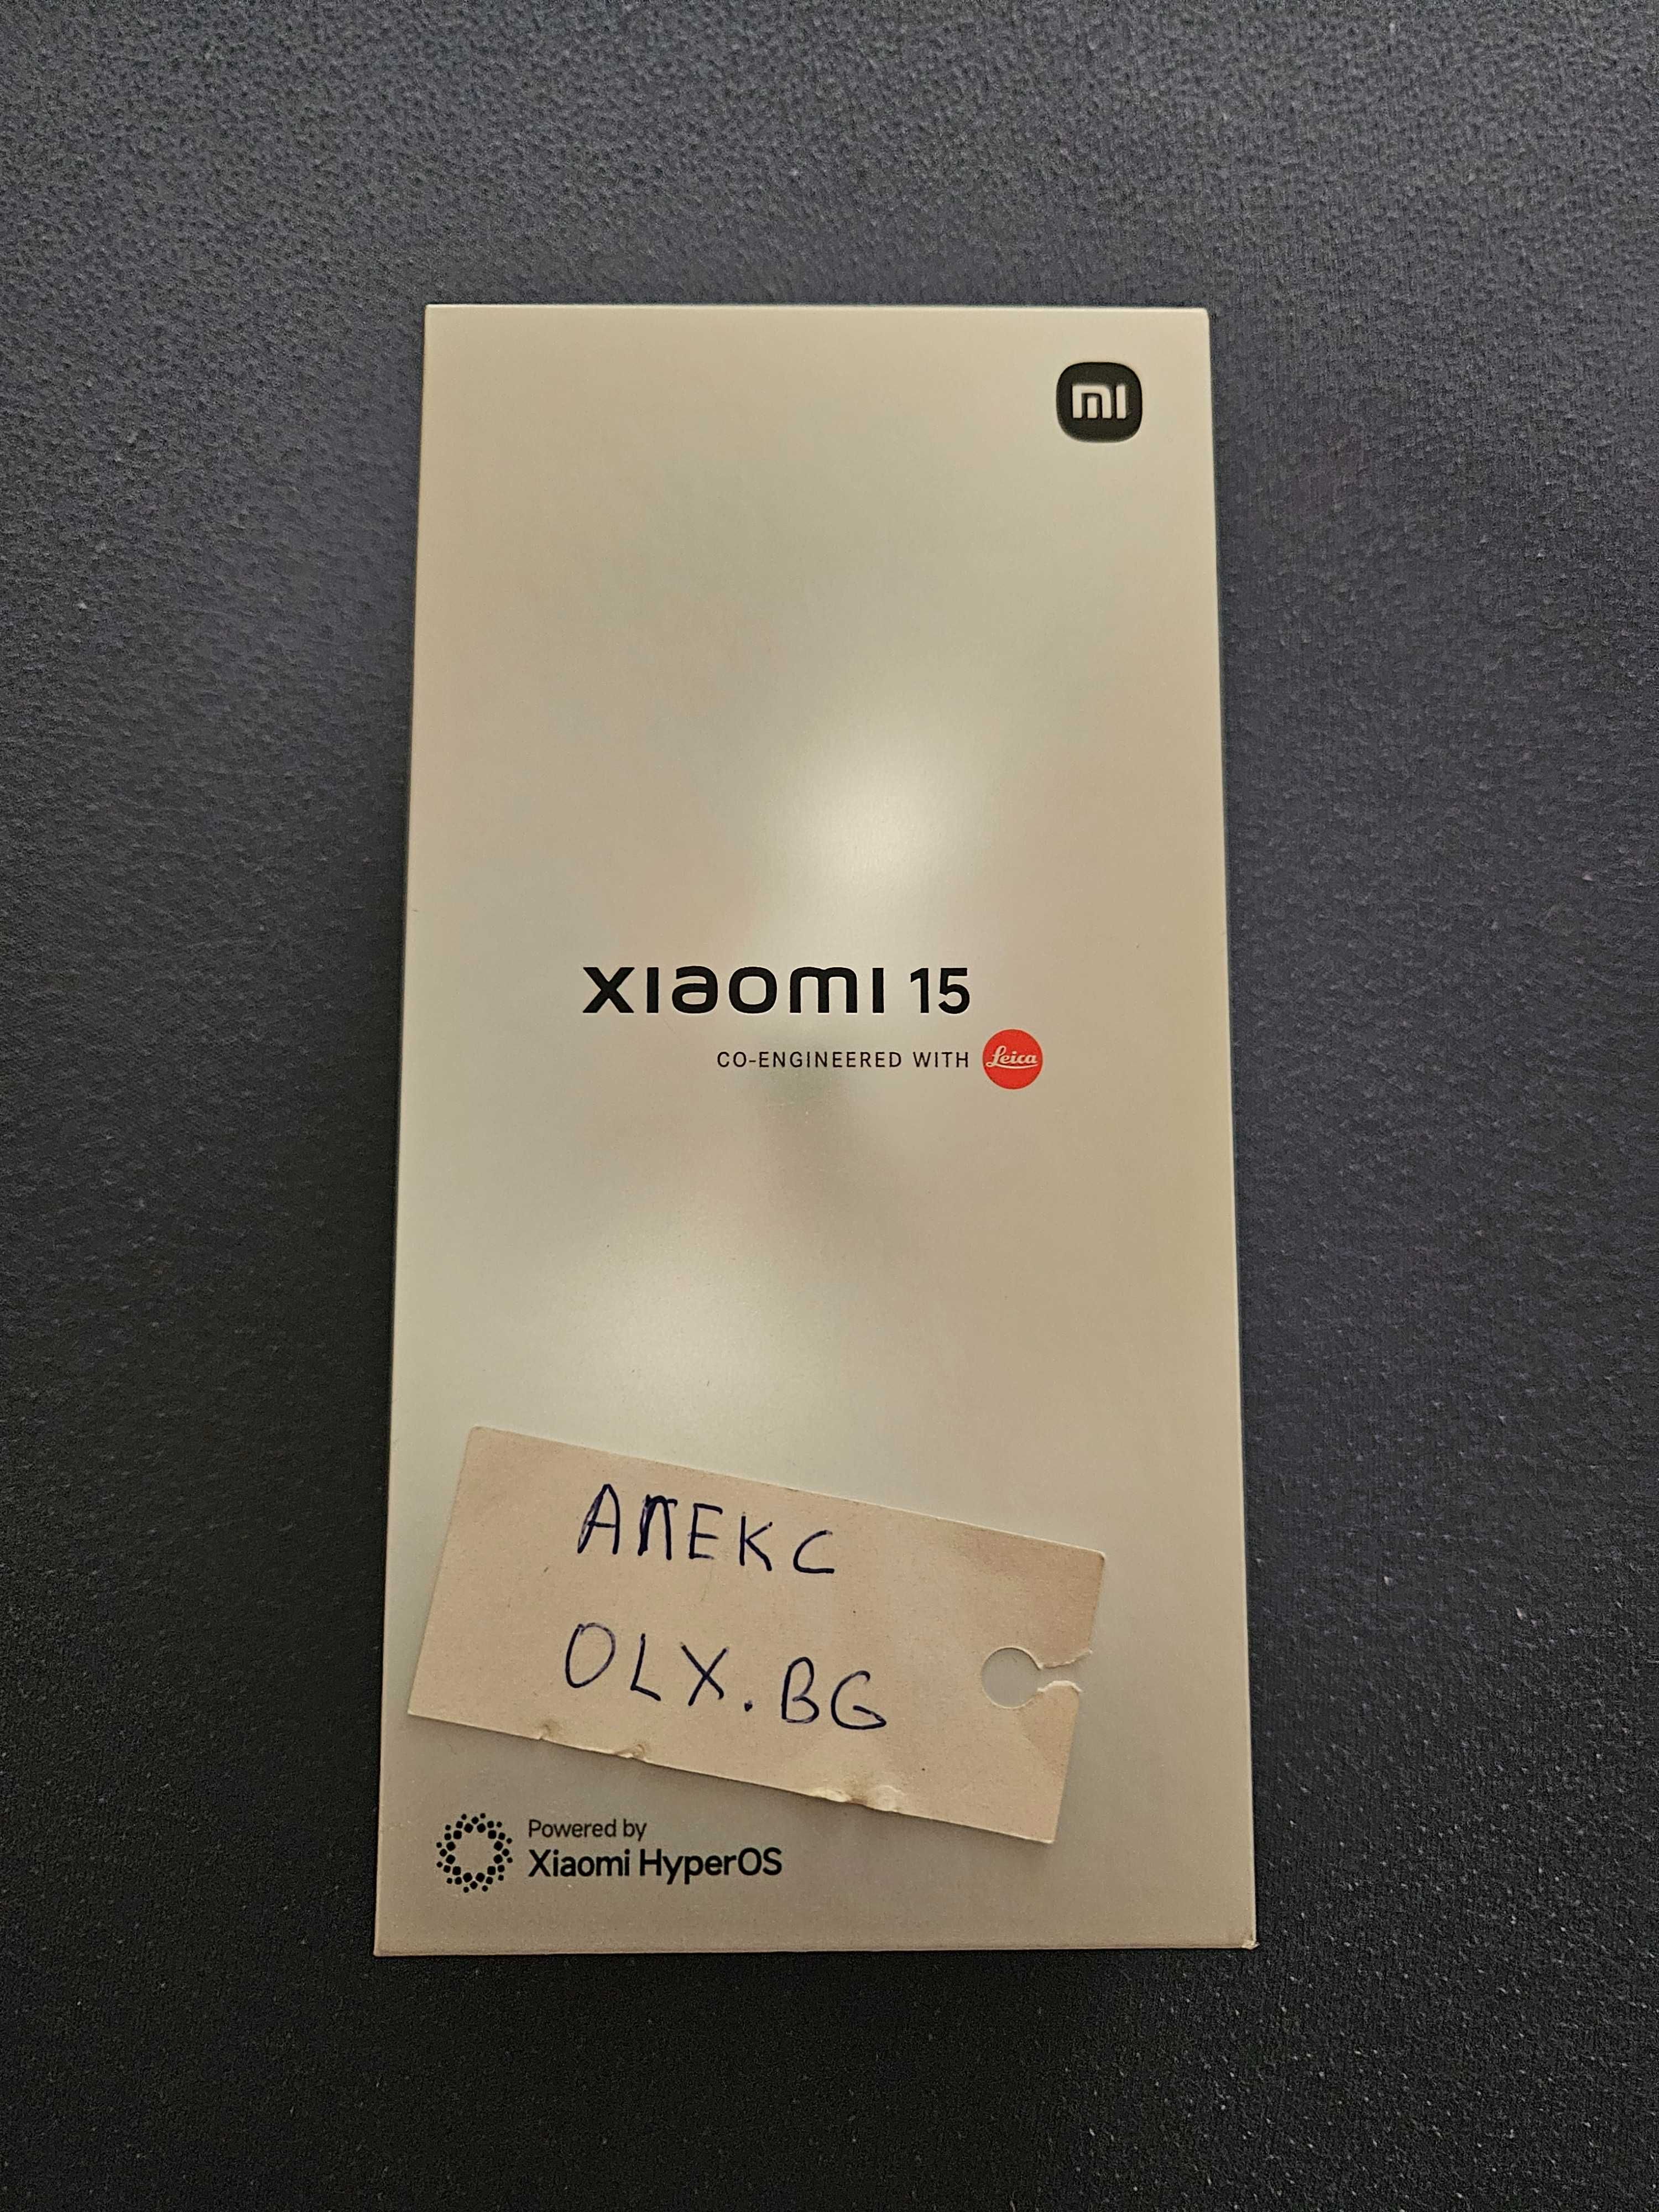 mi
xiaomi 15
CO-ENGINEERED WITH Leica
АЛЕКС
OLX.BG
Powered by
Xiaomi HyperOS